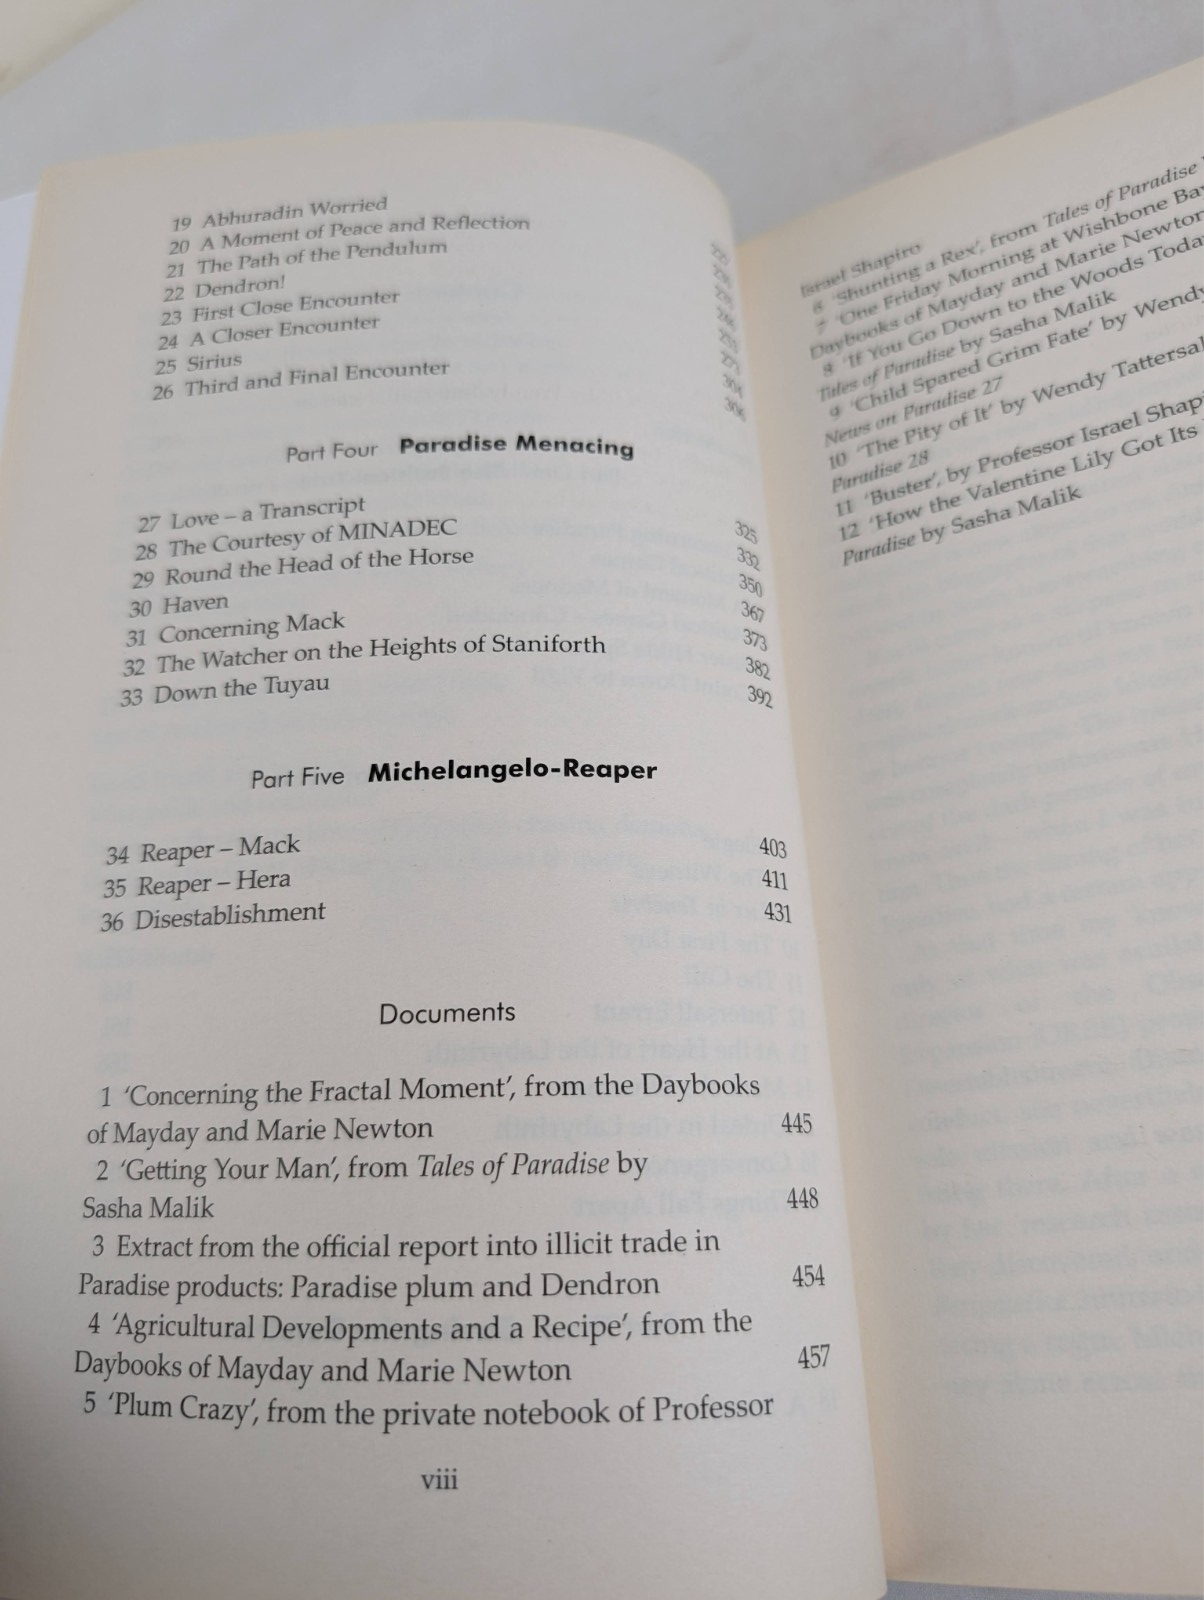 19 Abhuradin Worried
20 A Moment of Peace and Reflection
21 The Path of the Pendulum
22 Dendron!
23 First Close Encounter
24 A Closer Encounter
25 Sirius
26 Third and Final Encounter 306
Part Four Paradise Menacing
27 Love – a Transcript 325
28 The Courtesy of MINADEC 332
29 Round the Head of the Horse 350
30 Haven 367
31 Concerning Mack 373
32 The Watcher on the Heights of Staniforth 382
33 Down the Tuyau 392
Part Five Michelangelo-Reaper
34 Reaper – Mack 403
35 Reaper – Hera 411
36 Disestablishment 431
Documents
1 ‘Concerning the Fractal Moment’, from the Daybooks
of Mayday and Marie Newton 445
2 ‘Getting Your Man’, from Tales of Paradise by
Sasha Malik 448
3 Extract from the official report into illicit trade in
Paradise products: Paradise plum and Dendron 454
4 ‘Agricultural Developments and a Recipe’, from the
Daybooks of Mayday and Marie Newton 457
5 ‘Plum Crazy’, from the private notebook of Professor
viii
Israel Shapiro
6 ‘Shunting a Rex’, from Tales of Paradise
7 ‘One Friday Morning at Wishbone Bay
Daybooks of Mayday and Marie Newton
8 ‘If You Go Down to the Woods Today
Tales of Paradise by Sasha Malik
9 ‘Child Spared Grim Fate’ by Wendy
News on Paradise 27
10 ‘The Pity of It’ by Wendy Tattersal
Paradise 28
11 ‘Buster’, by Professor Israel Shapi
12 ‘How the Valentine Lily Got Its
Paradise by Sasha Malik